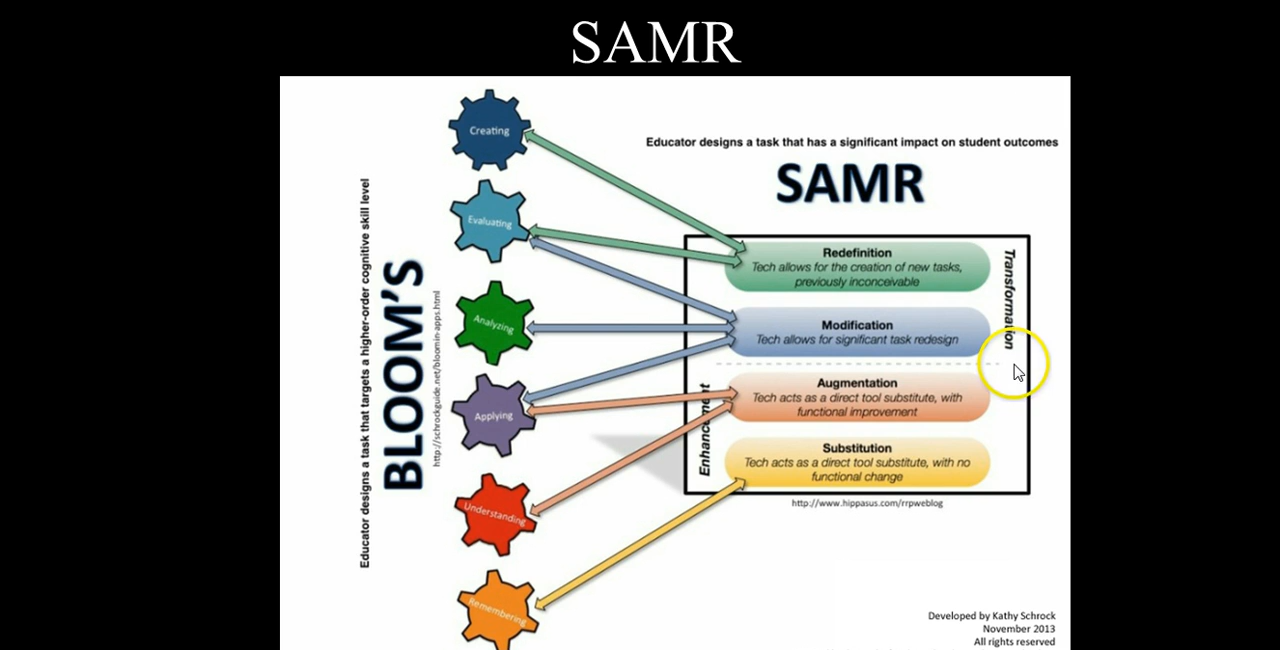 SAMR
Educator designs a task that has a significant impact on student outcomes
SAMR
Educator designs a task that targets a higher-order cognitive skill level
BLOOM'S
http://schrockguide.net/bloomin-apps.html
Creating
Evaluating
Analyzing
Applying
Understanding
Remembering
Redefinition
Tech allows for the creation of new tasks,
previously inconceivable
Modification
Tech allows for significant task redesign
Augmentation
Tech acts as a direct tool substitute, with
functional improvement
Substitution
Tech acts as a direct tool substitute, with no
functional change
Transformation
Enhancement
http://www.hippasus.com/rrpweblog
Developed by Kathy Schrock
November 2013
All rights reserved